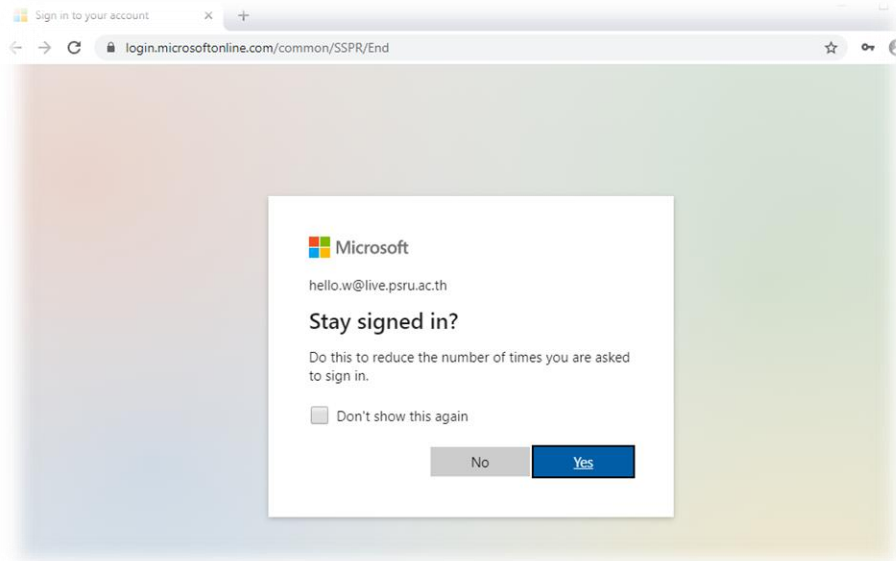 Sign in to your account
login.microsoftonline.com/common/SSPR/End
Microsoft
hello.w@live.psru.ac.th
Stay signed in?
Do this to reduce the number of times you are asked
to sign in.
Don't show this again
No
Yes